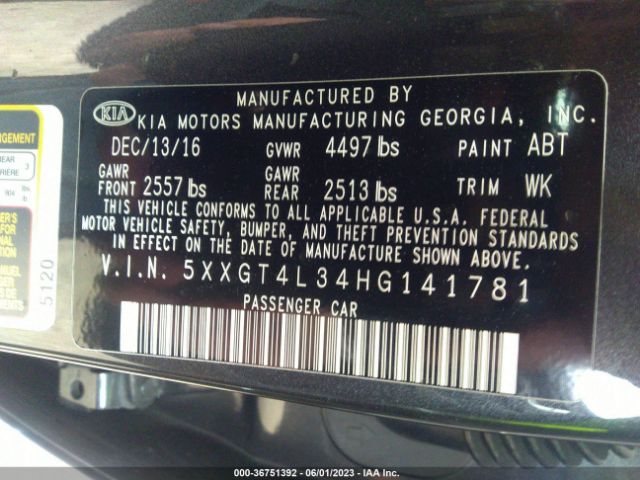 MANUFACTURED BY
KIA KIA MOTORS MANUFACTURING GEORGIA, INC.
DEC/13/16 GVWR 4497 lbs PAINT ABT
GAWR FRONT 2557 lbs GAWR REAR 2513 lbs TRIM WK
THIS VEHICLE CONFORMS TO ALL APPLICABLE U.S.A. FEDERAL
MOTOR VEHICLE SAFETY, BUMPER, AND THEFT PREVENTION STANDARDS
IN EFFECT ON THE DATE OF MANUFACTURE SHOWN ABOVE.
V.I.N. 5XXGT4L34HG141781
PASSENGER CAR
5120
000-36751392 - 06/01/2023 - IAA Inc.